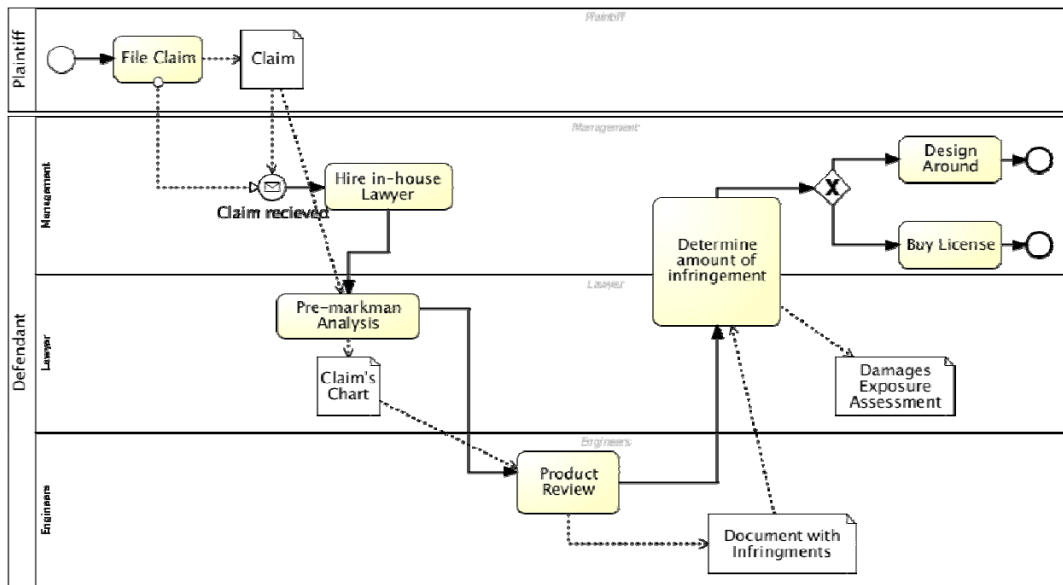 Plaintiff
Plaintiff
File Claim
Claim
Defendant
Management
Management
Claim recieved
Hire in-house
Lawyer
Determine
amount of
infringement
X
Design
Around
Buy License
Lawyer
Lawyer
Pre-markman
Analysis
Claim's
Chart
Damages
Exposure
Assessment
Engineers
Engineers
Product
Review
Document with
Infringments